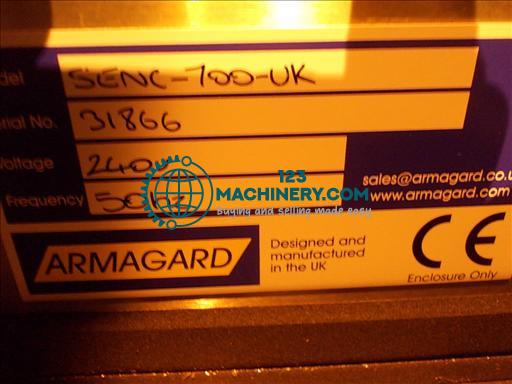 del SENC-700-UK
rial No. 31866
Voltage 240
Frequency 50Hz
123
MACHINERY.COM
buying and selling made easy
sales@armagard.co.u
www.armagard.com
ARMAGARD
Designed and
manufactured
in the UK
CE
Enclosure Only